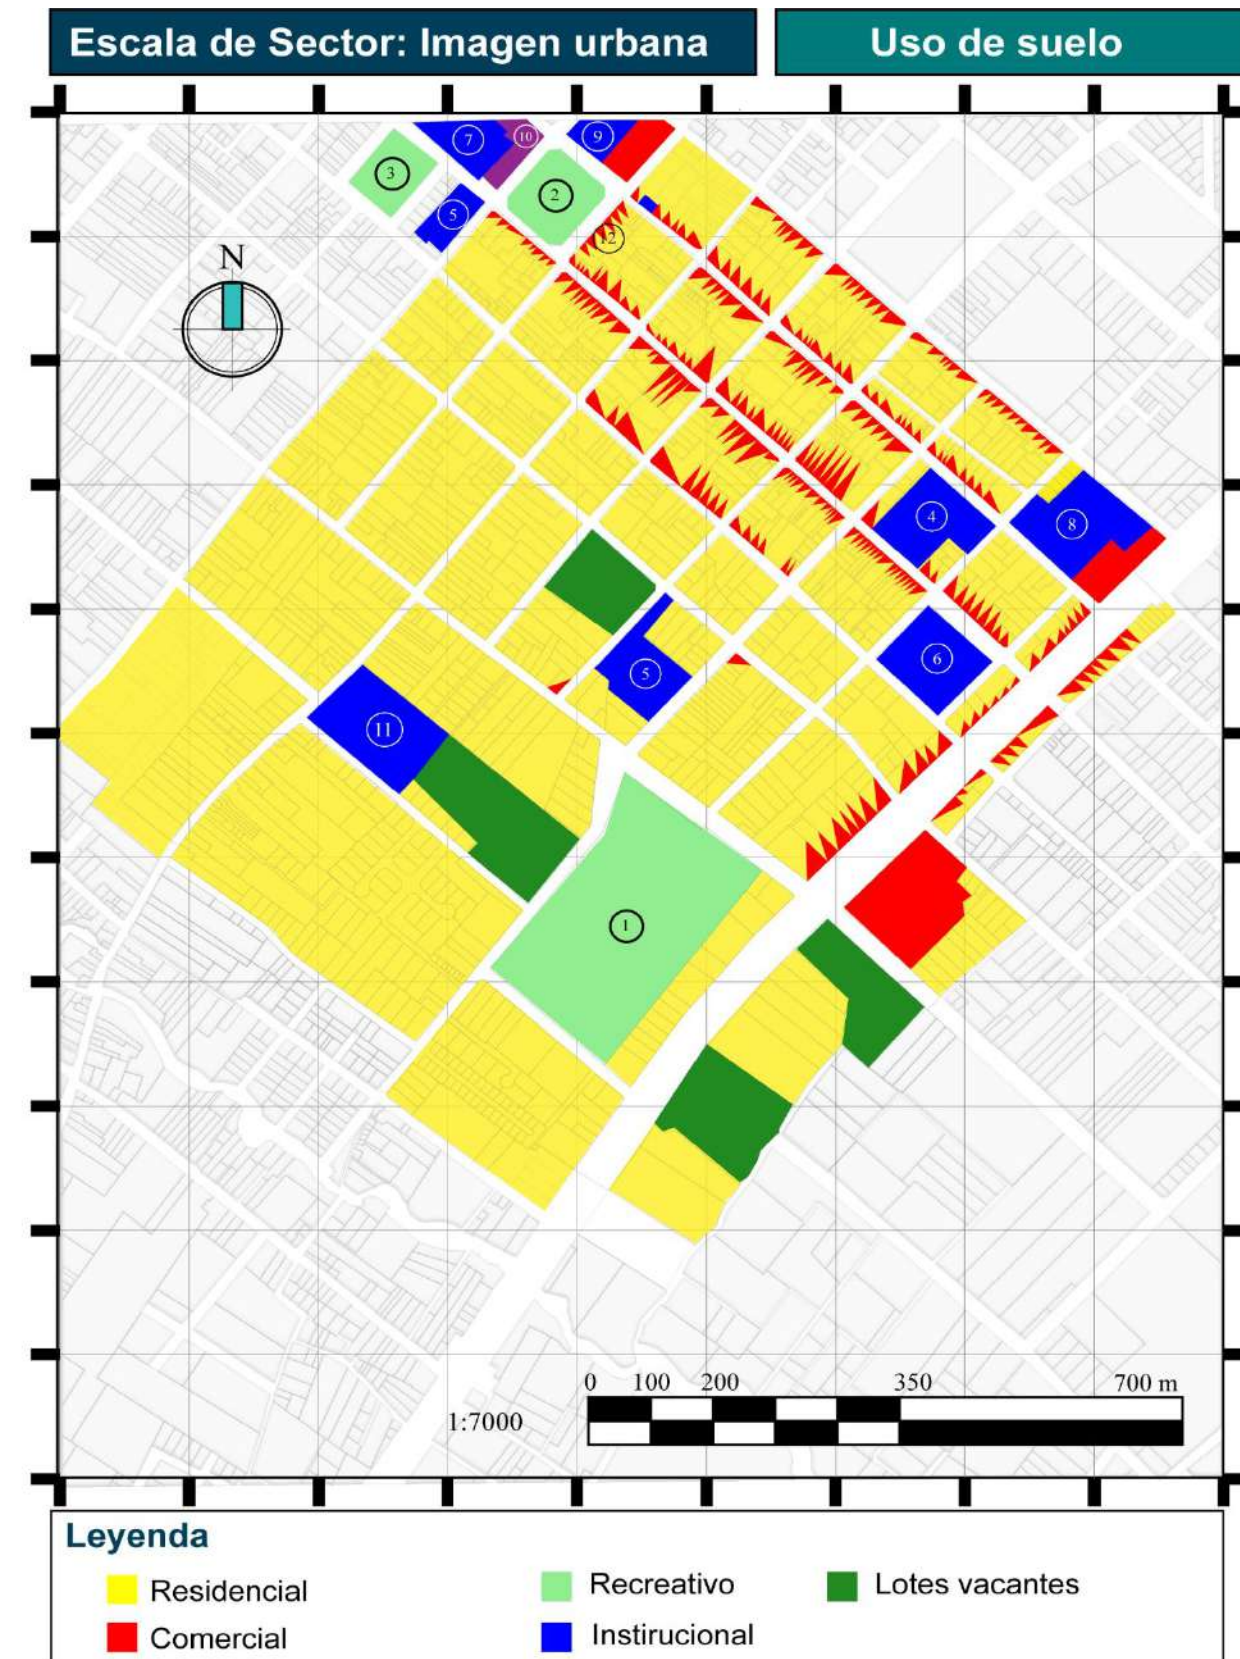 Escala de Sector: Imagen urbana
Uso de suelo
7
10
9
3
2
5
12
N
4
8
6
5
11
1
0 100 200 350 700 m
1:7000
Leyenda
Residencial
Recreativo
Lotes vacantes
Comercial
Instirucional